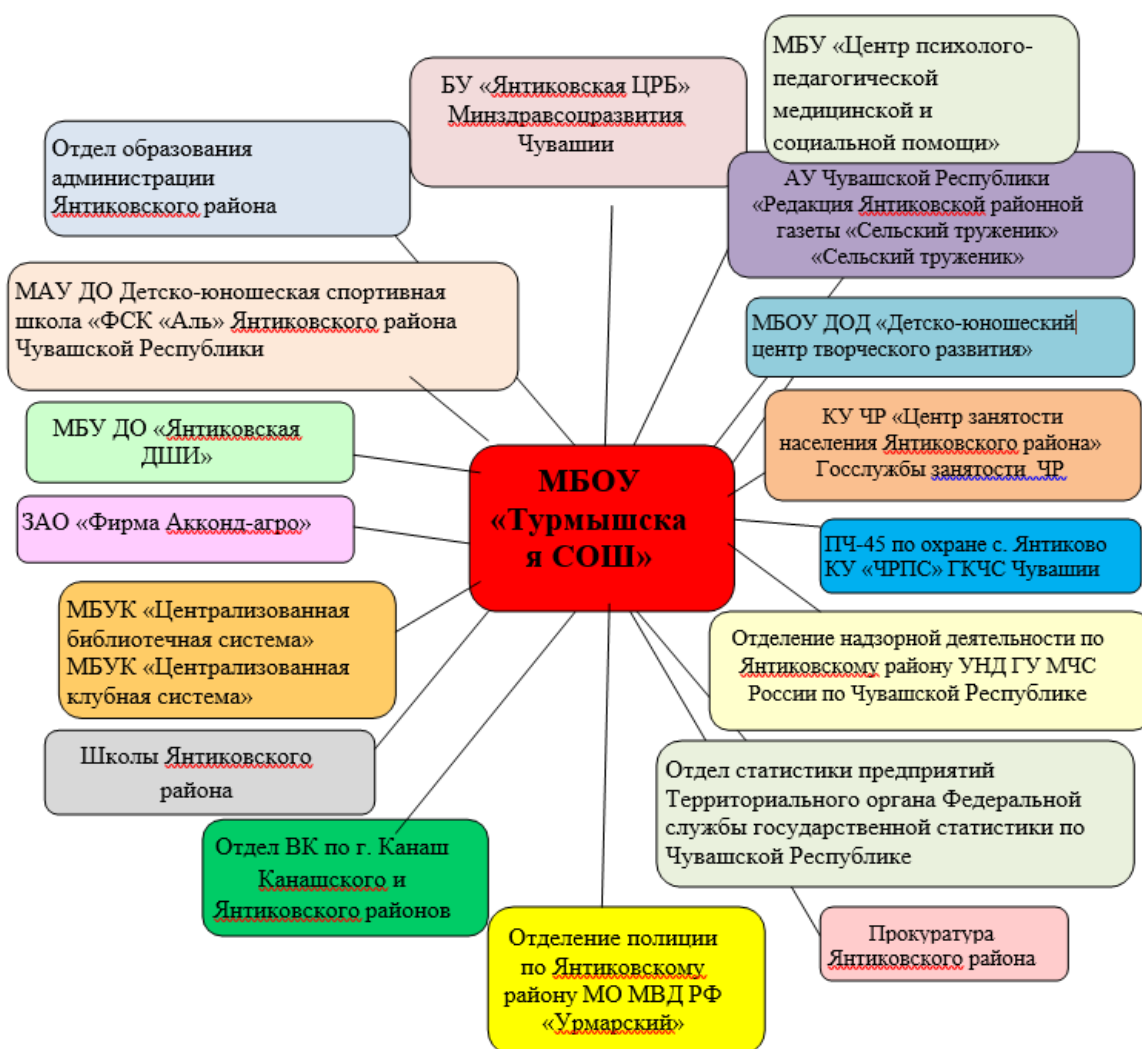 МБУ «Центр психолого-
педагогической
медицинской и
социальной помощи»
БУ «Янтиковская ЦРБ»
Минздравсоцразвития
Чувашии
Отдел образования
администрации
Янтиковского района
АУ Чувашской Республики
«Редакция Янтиковской районной
газеты «Сельский труженик»
«Сельский труженик»
МАУ ДО Детско-юношеская спортивная
школа «ФСК «Аль» Янтиковского района
Чувашской Республики
МБОУ ДОД «Детско-юношеский
центр творческого развития»
МБУ ДО «Янтиковская
ДШИ»
КУ ЧР «Центр занятости
населения Янтиковского района»
Госслужбы занятости ЧР
МБОУ
«Турмышска
я СОШ»
ЗАО «Фирма Акконд-агро»
ПЧ-45 по охране с. Янтиково
КУ «ЧРПС» ГКЧС Чувашии
МБУК «Централизованная
библиотечная система»
МБУК «Централизованная
клубная система»
Отделение надзорной деятельности по
Янтиковскому району УНД ГУ МЧС
России по Чувашской Республике
Школы Янтиковского
района
Отдел статистики предприятий
Территориального органа Федеральной
службы государственной статистики по
Чувашской Республике
Отдел ВК по г. Канаш
Канашского и
Янтиковского районов
Отделение полиции
по Янтиковскому
району МО МВД РФ
«Урмарский»
Прокуратура
Янтиковского района